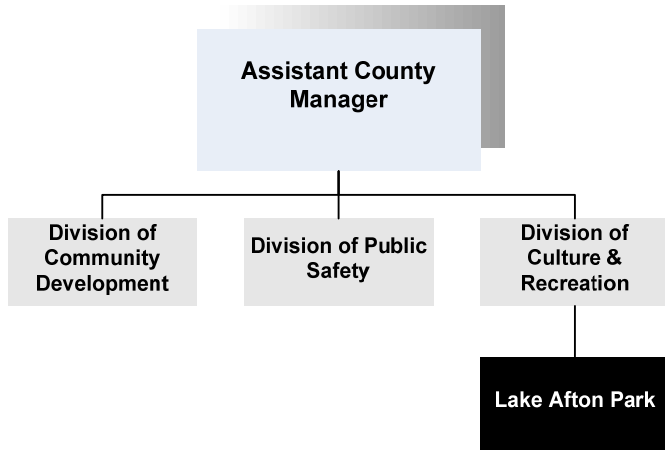 Assistant County
Manager
Division of
Community
Development
Division of Public
Safety
Division of
Culture &
Recreation
Lake Afton Park